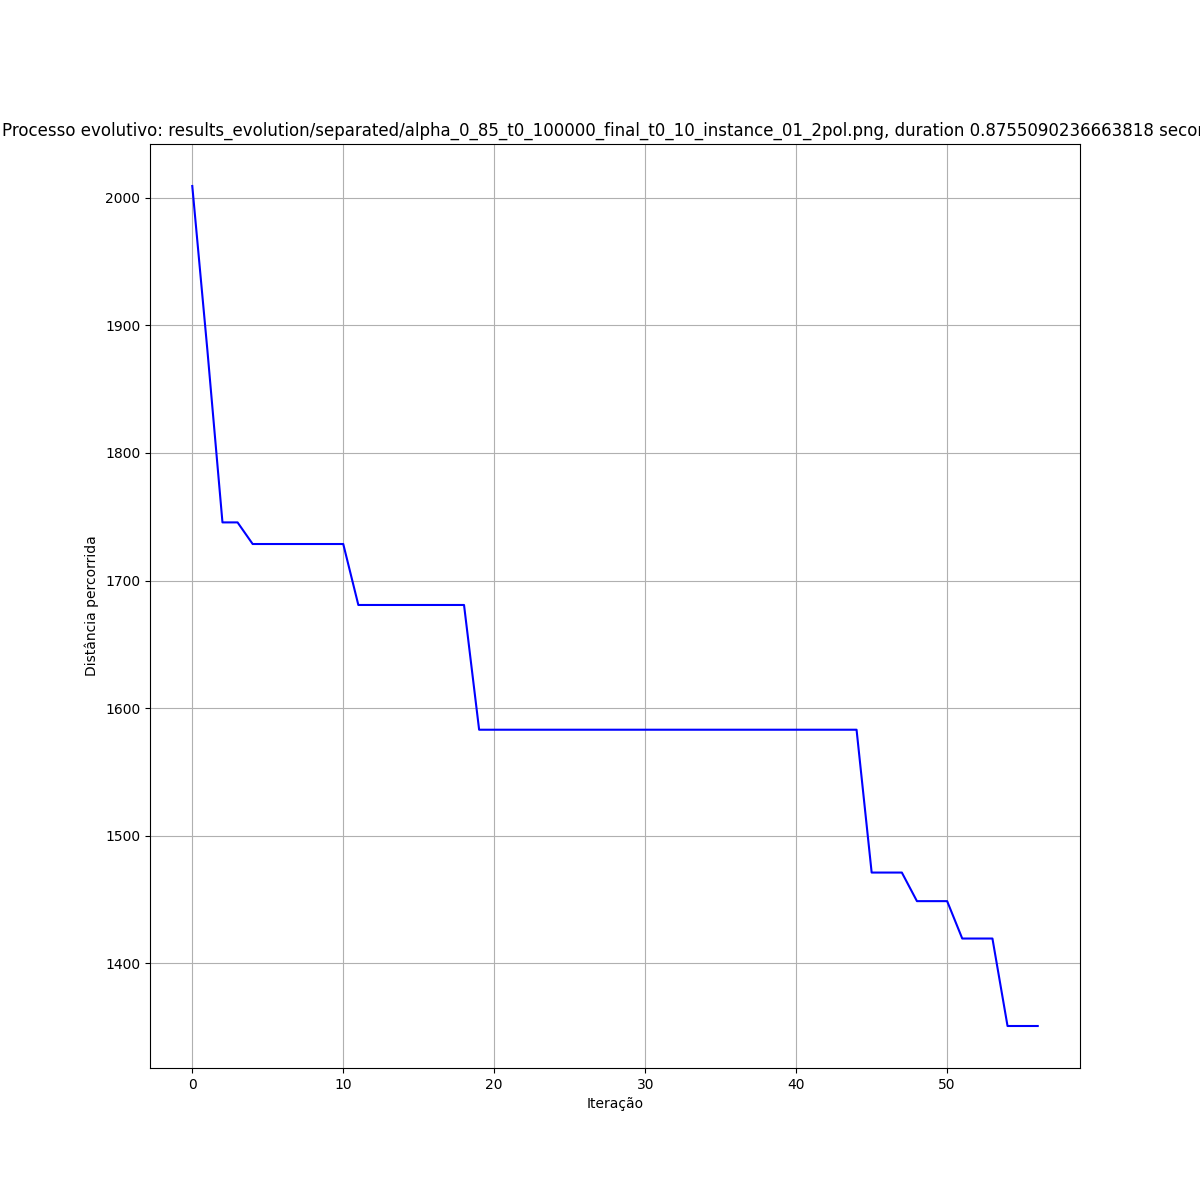 Processo evolutivo: results_evolution/separated/alpha_0_85_t0_100000_final_t0_10_instance_01_2pol.png, duration 0.8755090236663818
2000
1900
1800
1700
1600
1500
1400
Distância percorrida
0 10 20 30 40 50
Iteração